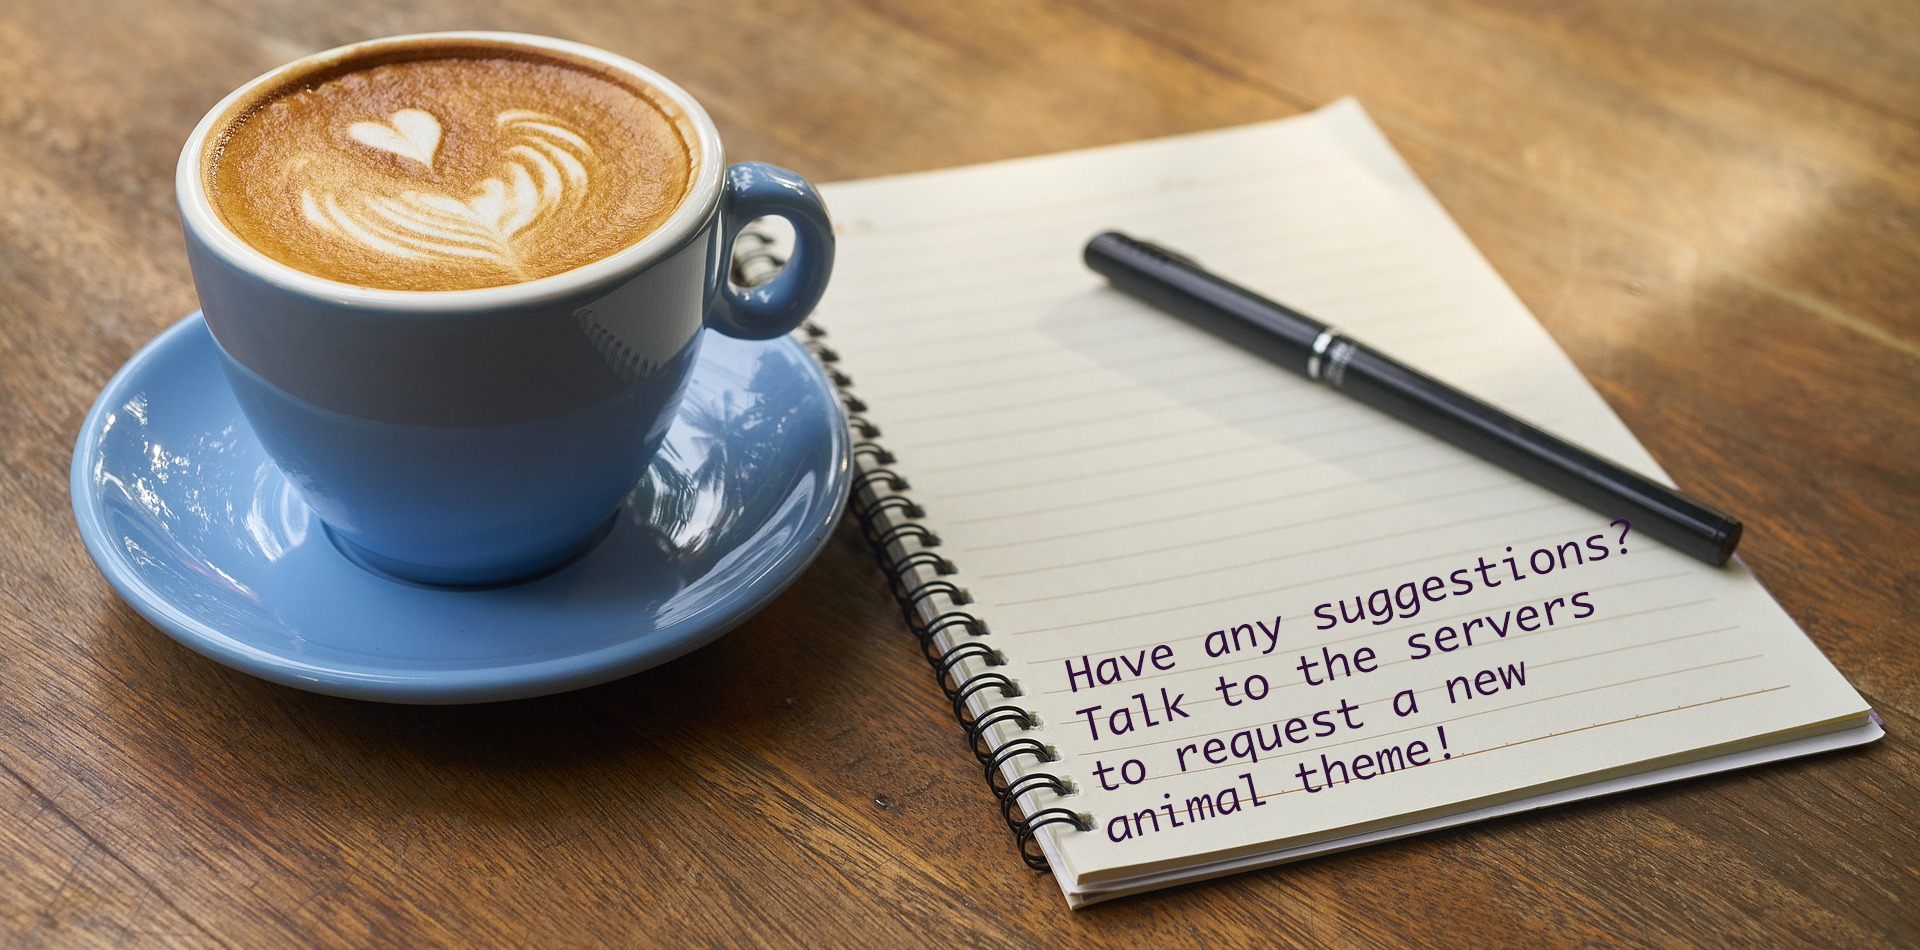 Have any suggestions?
Talk to the servers
to request a new
animal theme!